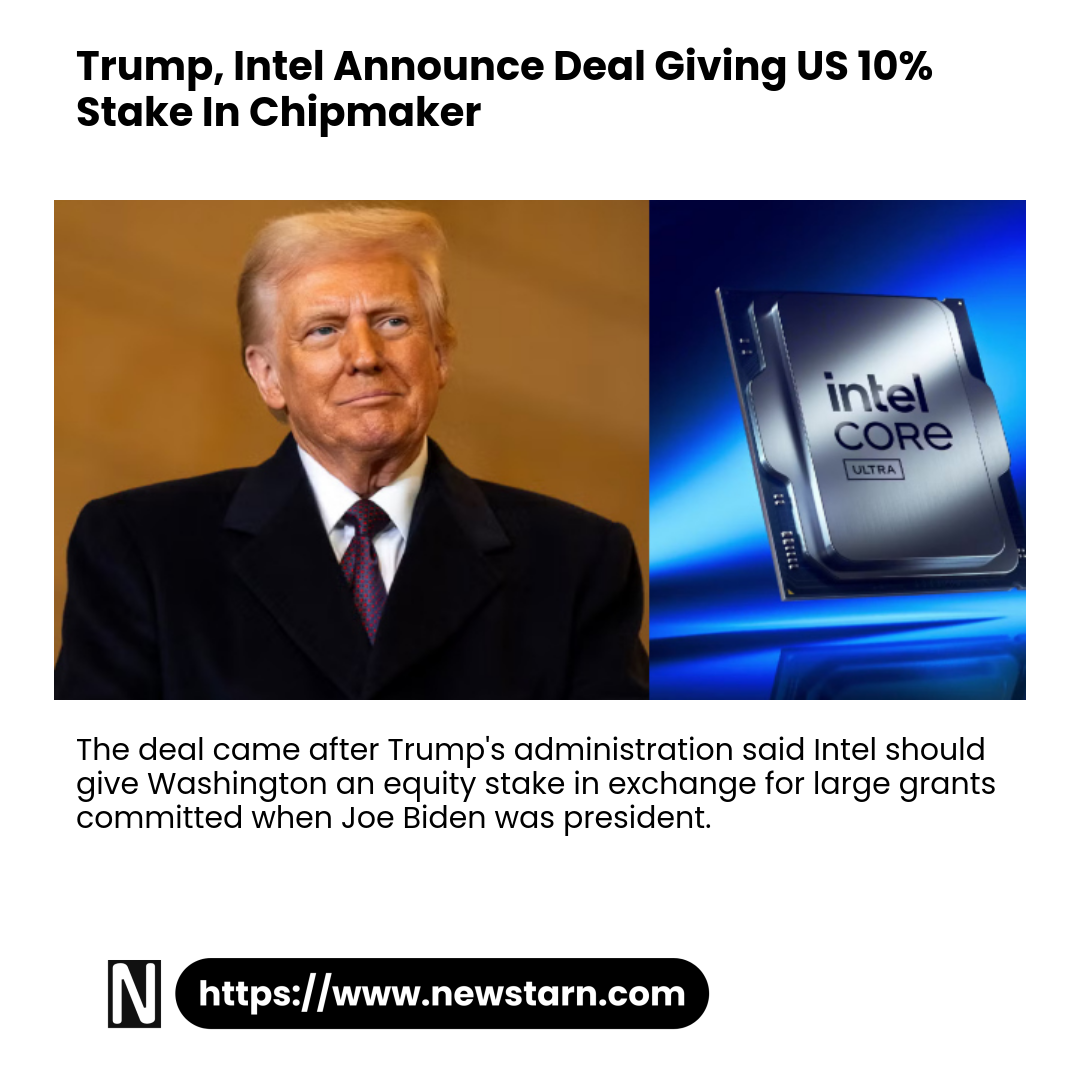 Trump, Intel Announce Deal Giving US 10%
Stake In Chipmaker
intel
CORE
ULTRA
The deal came after Trump's administration said Intel should
give Washington an equity stake in exchange for large grants
committed when Joe Biden was president.
N
https://www.newstarn.com